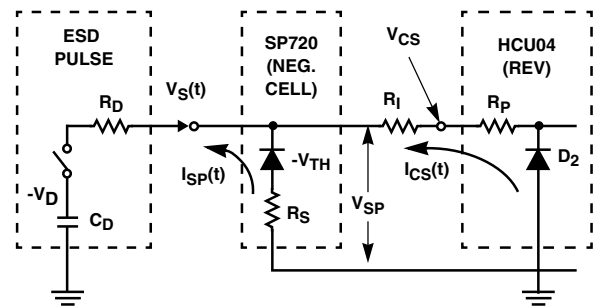 ESD
PULSE
SP720
(NEG.
CELL)
V_CS
HCU04
(REV)
R_D
V_S(t)
R_I
R_P
-V_D
I_SP(t)
-V_TH
I_CS(t)
D_2
C_D
R_S
V_SP